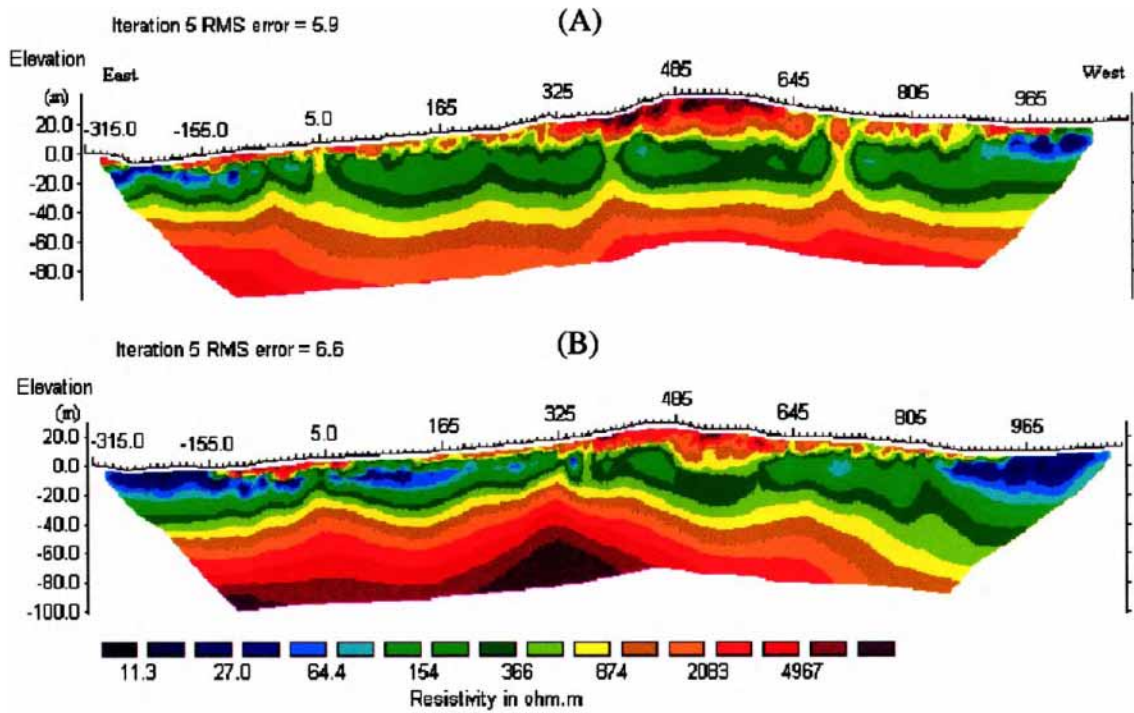 Iteration 5 RMS error = 5.9
(A)
Elevation
East
West
(m)
-315.0 -155.0 5.0 165 325 485 645 805 965
20.0
0.0
-20.0
-40.0
-60.0
-80.0
Iteration 5 RMS error = 6.6
(B)
Elevation
(m)
-315.0 -155.0 5.0 165 325 485 645 805 965
20.0
0.0
-20.0
-40.0
-60.0
-80.0
-100.0
11.3 27.0 64.4 154 366 874 2083 4967
Resistivity in ohm.m